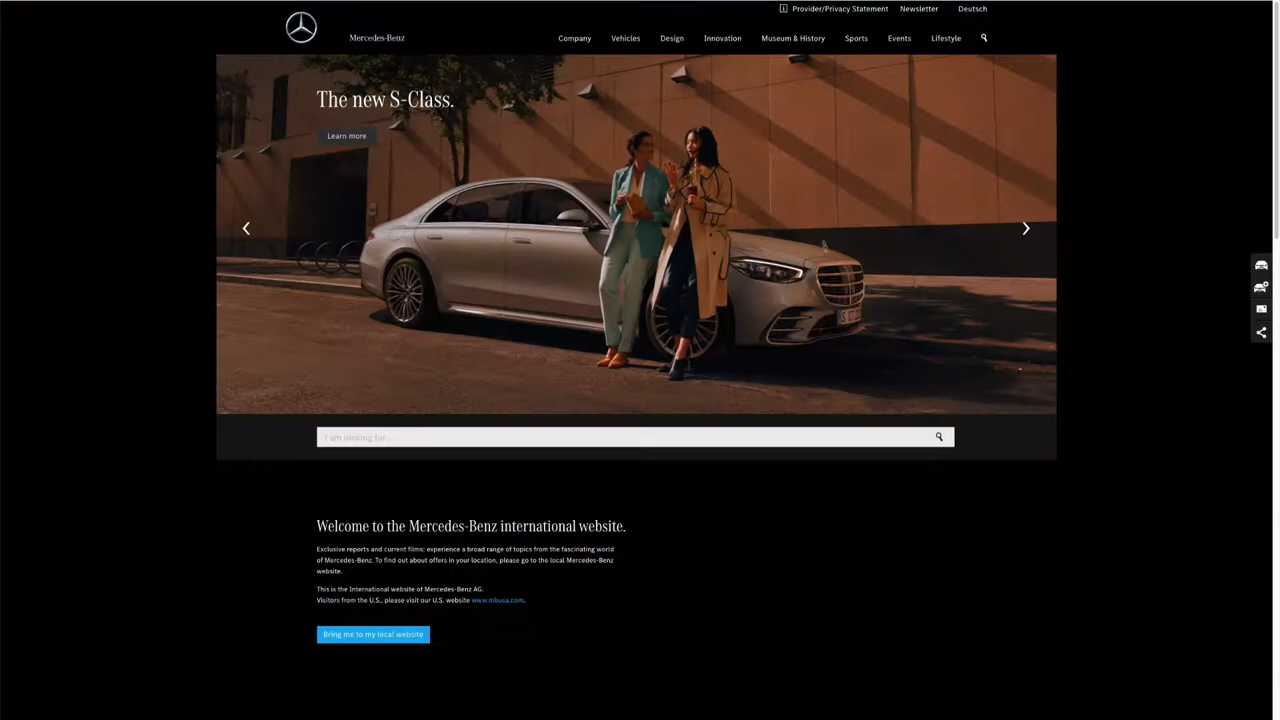 Provider/Privacy Statement Newsletter Deutsch
Mercedes-Benz
Company Vehicles Design Innovation Museum & History Sports Events Lifestyle
The new S-Class.
Learn more
I am looking for...
Welcome to the Mercedes-Benz international website.
Exclusive reports and current films: experience a broad range of topics from the fascinating world
of Mercedes-Benz. To find out about offers in your location, please go to the local Mercedes-Benz
website.
This is the International website of Mercedes-Benz AG.
Visitors from the U.S., please visit our U.S. website www.mbusa.com.
Bring me to my local website